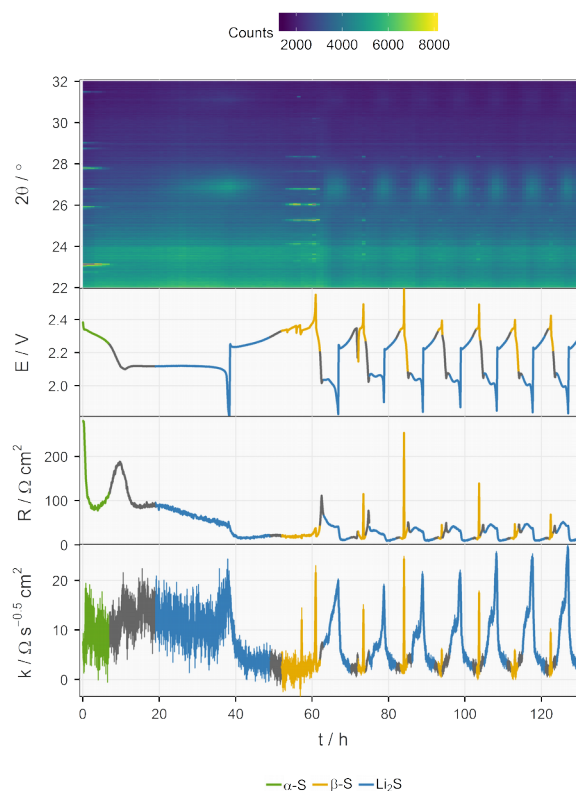 Counts
2000 4000 6000 8000
32
30
28
26
24
22
2θ / °
2.4
2.2
2.0
E / V
200
100
0
R / Ω cm²
20
10
0
k / Ω s⁻⁰·⁵ cm²
0 20 40 60 80 100 120
t / h
α-S β-S Li₂S